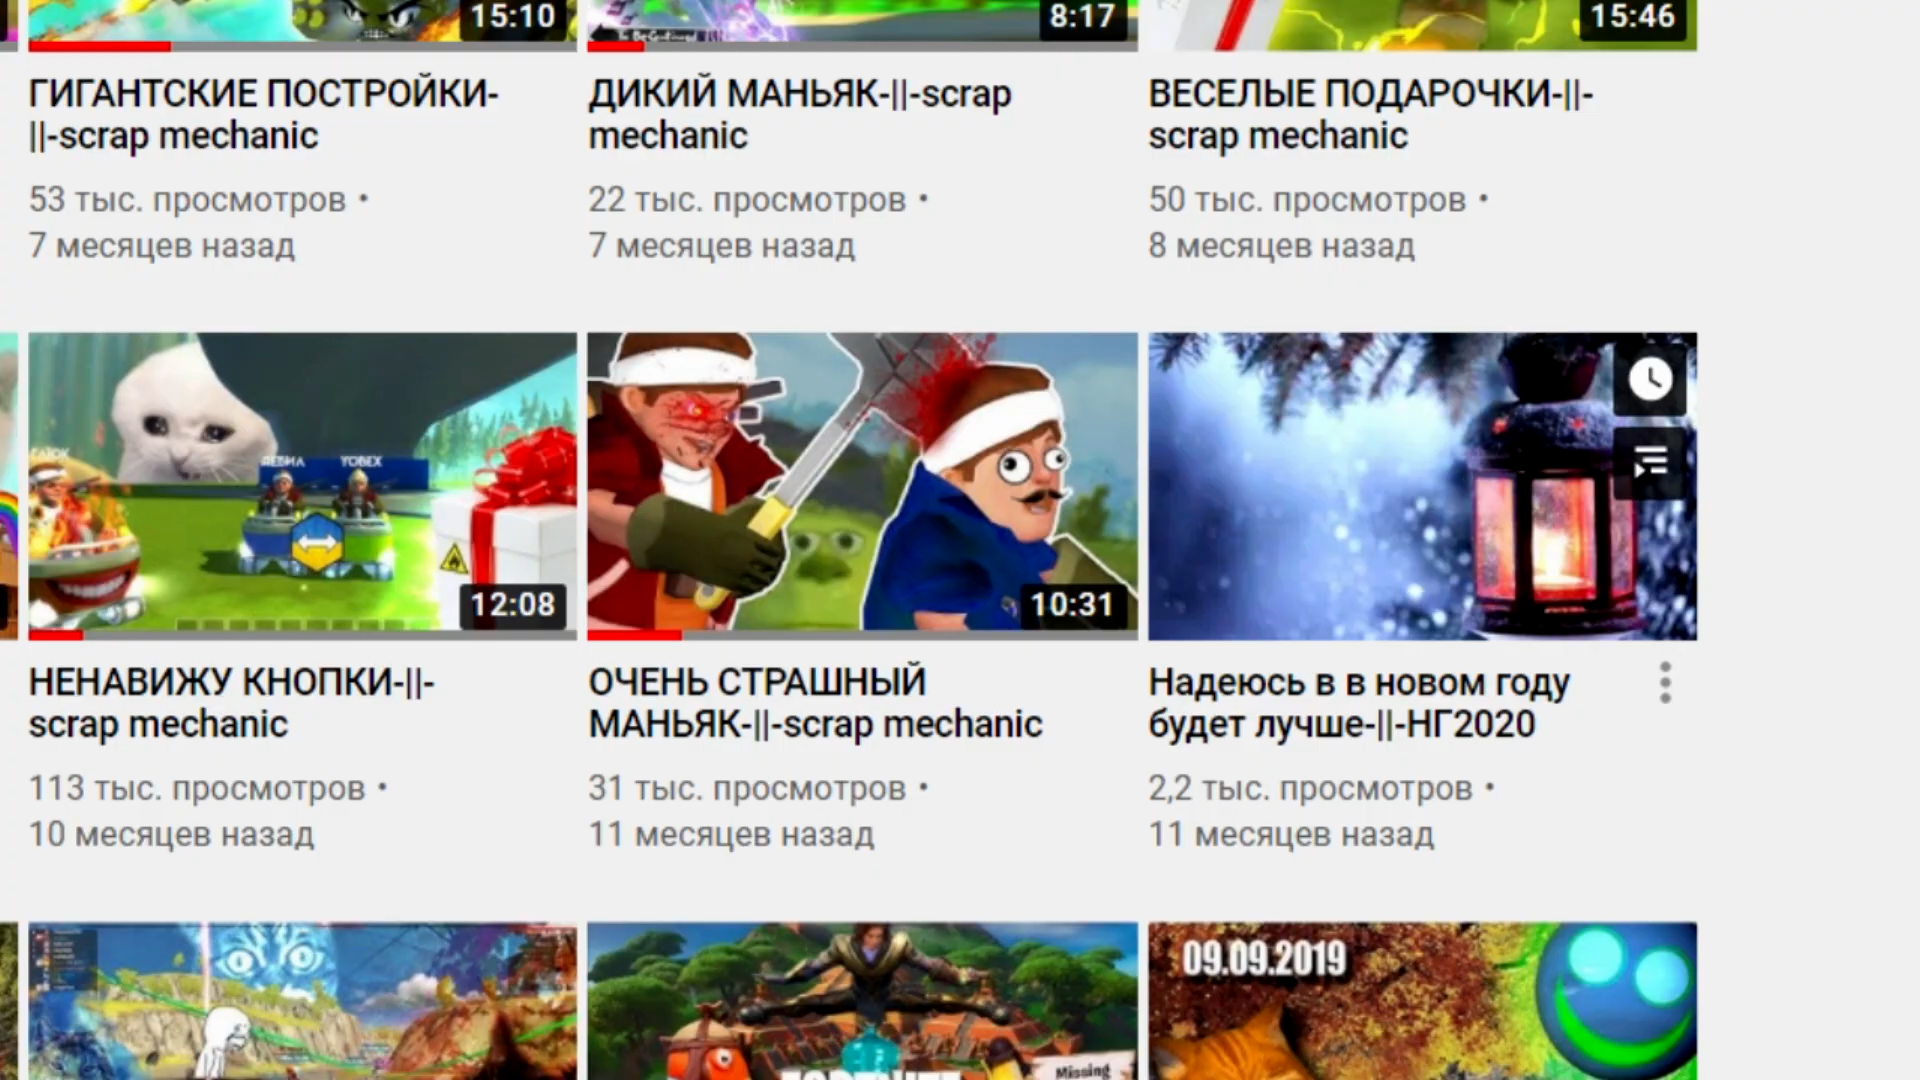 15:10
8:17
15:46
ГИГАНТСКИЕ ПОСТРОЙКИ-
||-scrap mechanic
53 тыс. просмотров •
7 месяцев назад
ДИКИЙ МАНЬЯК-||-scrap
mechanic
22 тыс. просмотров •
7 месяцев назад
ВЕСЕЛЫЕ ПОДАРОЧКИ-||-
scrap mechanic
50 тыс. просмотров •
8 месяцев назад
ДЕБИЛ
YOBEX
12:08
10:31
НЕНАВИЖУ КНОПКИ-||-
scrap mechanic
113 тыс. просмотров •
10 месяцев назад
ОЧЕНЬ СТРАШНЫЙ
МАНЬЯК-||-scrap mechanic
31 тыс. просмотров •
11 месяцев назад
Надеюсь в в новом году
будет лучше-||-НГ2020
2,2 тыс. просмотров •
11 месяцев назад
Missing
09.09.2019